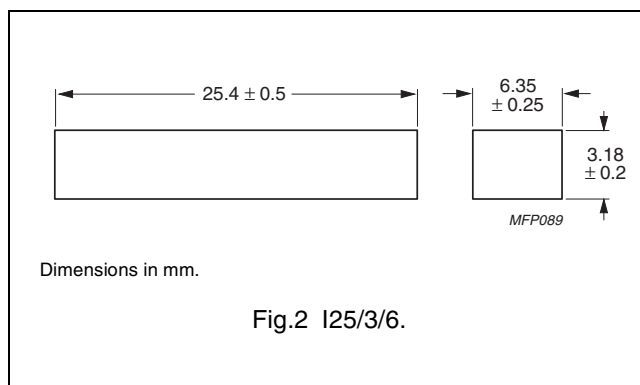 25.4 ± 0.5
6.35
± 0.25
3.18
± 0.2
MFP089
Dimensions in mm.
Fig.2 I25/3/6.